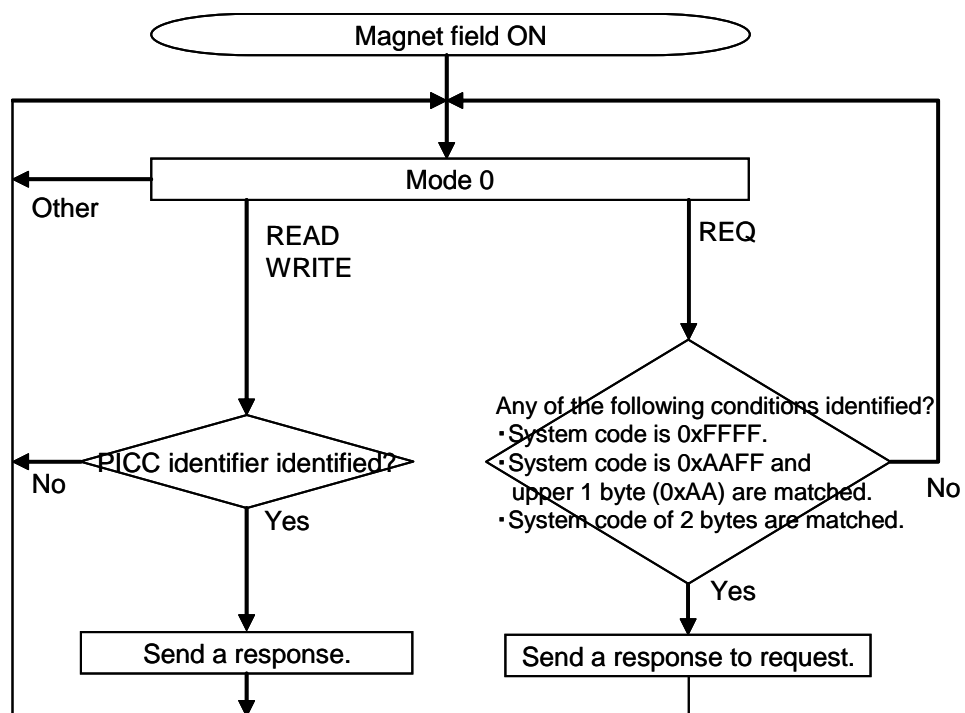 Magnet field ON
Mode 0
Other
READ
WRITE
REQ
Any of the following conditions identified?
・System code is 0xFFFF.
・System code is 0xAAFF and
upper 1 byte (0xAA) are matched.
・System code of 2 bytes are matched.
PICC identifier identified?
No
No
Yes
Yes
Send a response.
Send a response to request.